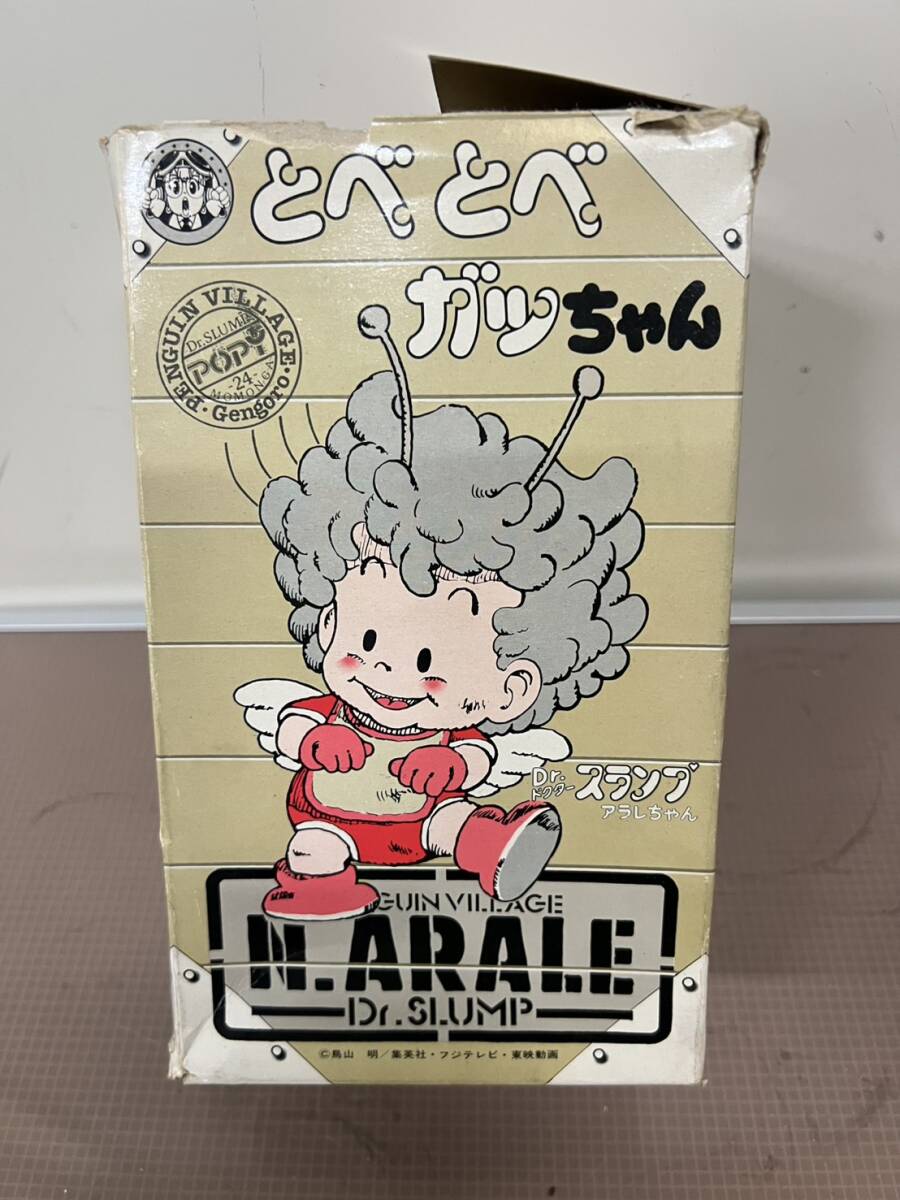 とべ とべ
ガッちゃん
PENGUIN VILLAGE
Dr.SLUMP
POPY
-24-
MOMONGA
・Gengoro・
Dr.
ドクター スランプ
アラレちゃん
GUIN VILLAGE
N.ARALE
Dr.SLUMP
©鳥山 明／集英社・フジテレビ・東映動画